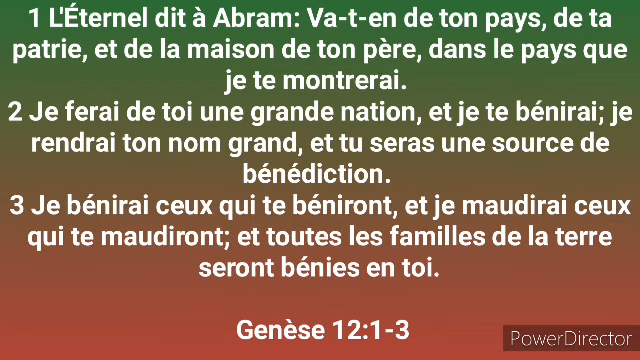 1 L'Éternel dit à Abram: Va-t-en de ton pays, de ta
patrie, et de la maison de ton père, dans le pays que
je te montrerai.
2 Je ferai de toi une grande nation, et je te bénirai; je
rendrai ton nom grand, et tu seras une source de
bénédiction.
3 Je bénirai ceux qui te béniront, et je maudirai ceux
qui te maudiront; et toutes les familles de la terre
seront bénies en toi.
Genèse 12:1-3
PowerDirector